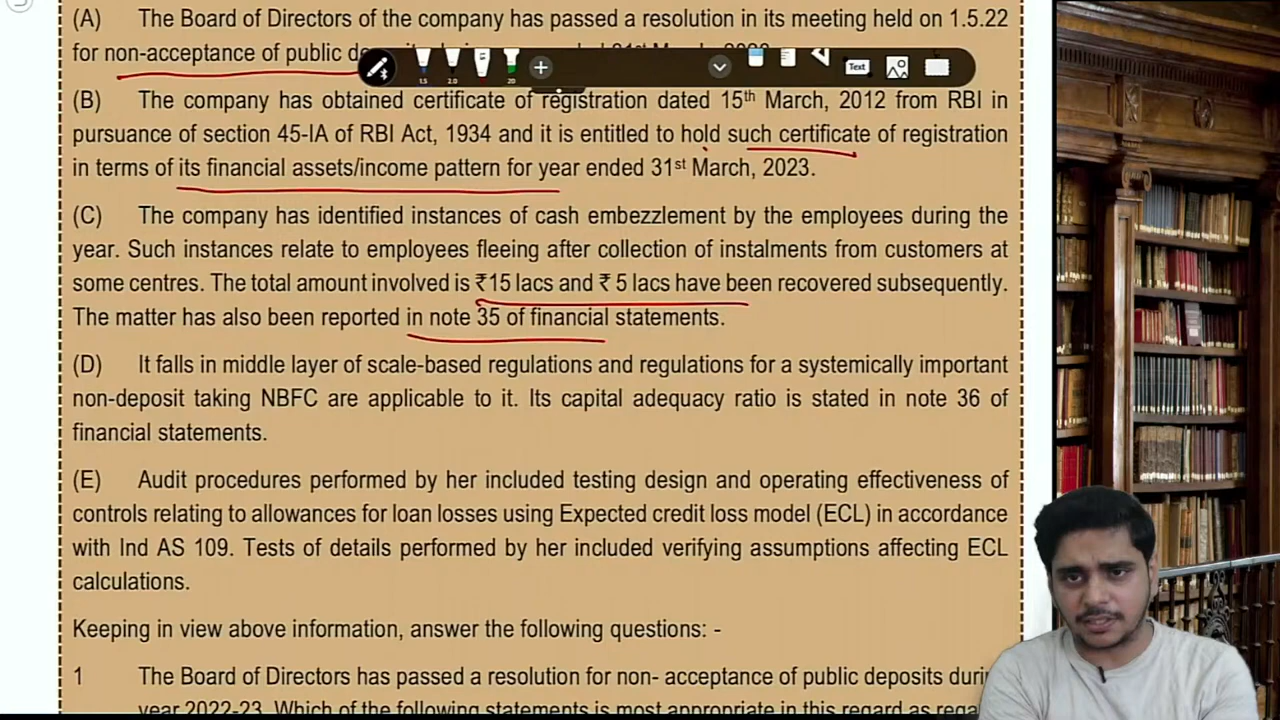 (A) The Board of Directors of the company has passed a resolution in its meeting held on 1.5.22
for non-acceptance of public
(B) The company has obtained certificate of registration dated 15th March, 2012 from RBI in
pursuance of section 45-IA of RBI Act, 1934 and it is entitled to hold such certificate of registration
in terms of its financial assets/income pattern for year ended 31st March, 2023.
(C) The company has identified instances of cash embezzlement by the employees during the
year. Such instances relate to employees fleeing after collection of instalments from customers at
some centres. The total amount involved is ₹15 lacs and ₹ 5 lacs have been recovered subsequently.
The matter has also been reported in note 35 of financial statements.
(D) It falls in middle layer of scale-based regulations and regulations for a systemically important
non-deposit taking NBFC are applicable to it. Its capital adequacy ratio is stated in note 36 of
financial statements.
(E) Audit procedures performed by her included testing design and operating effectiveness of
controls relating to allowances for loan losses using Expected credit loss model (ECL) in accordance
with Ind AS 109. Tests of details performed by her included verifying assumptions affecting ECL
calculations.
Keeping in view above information, answer the following questions: -
1 The Board of Directors has passed a resolution for non- acceptance of public deposits
year 2022-23. Which of the following statements is most appropriate in this regard as
1.5
2.0
20
Text